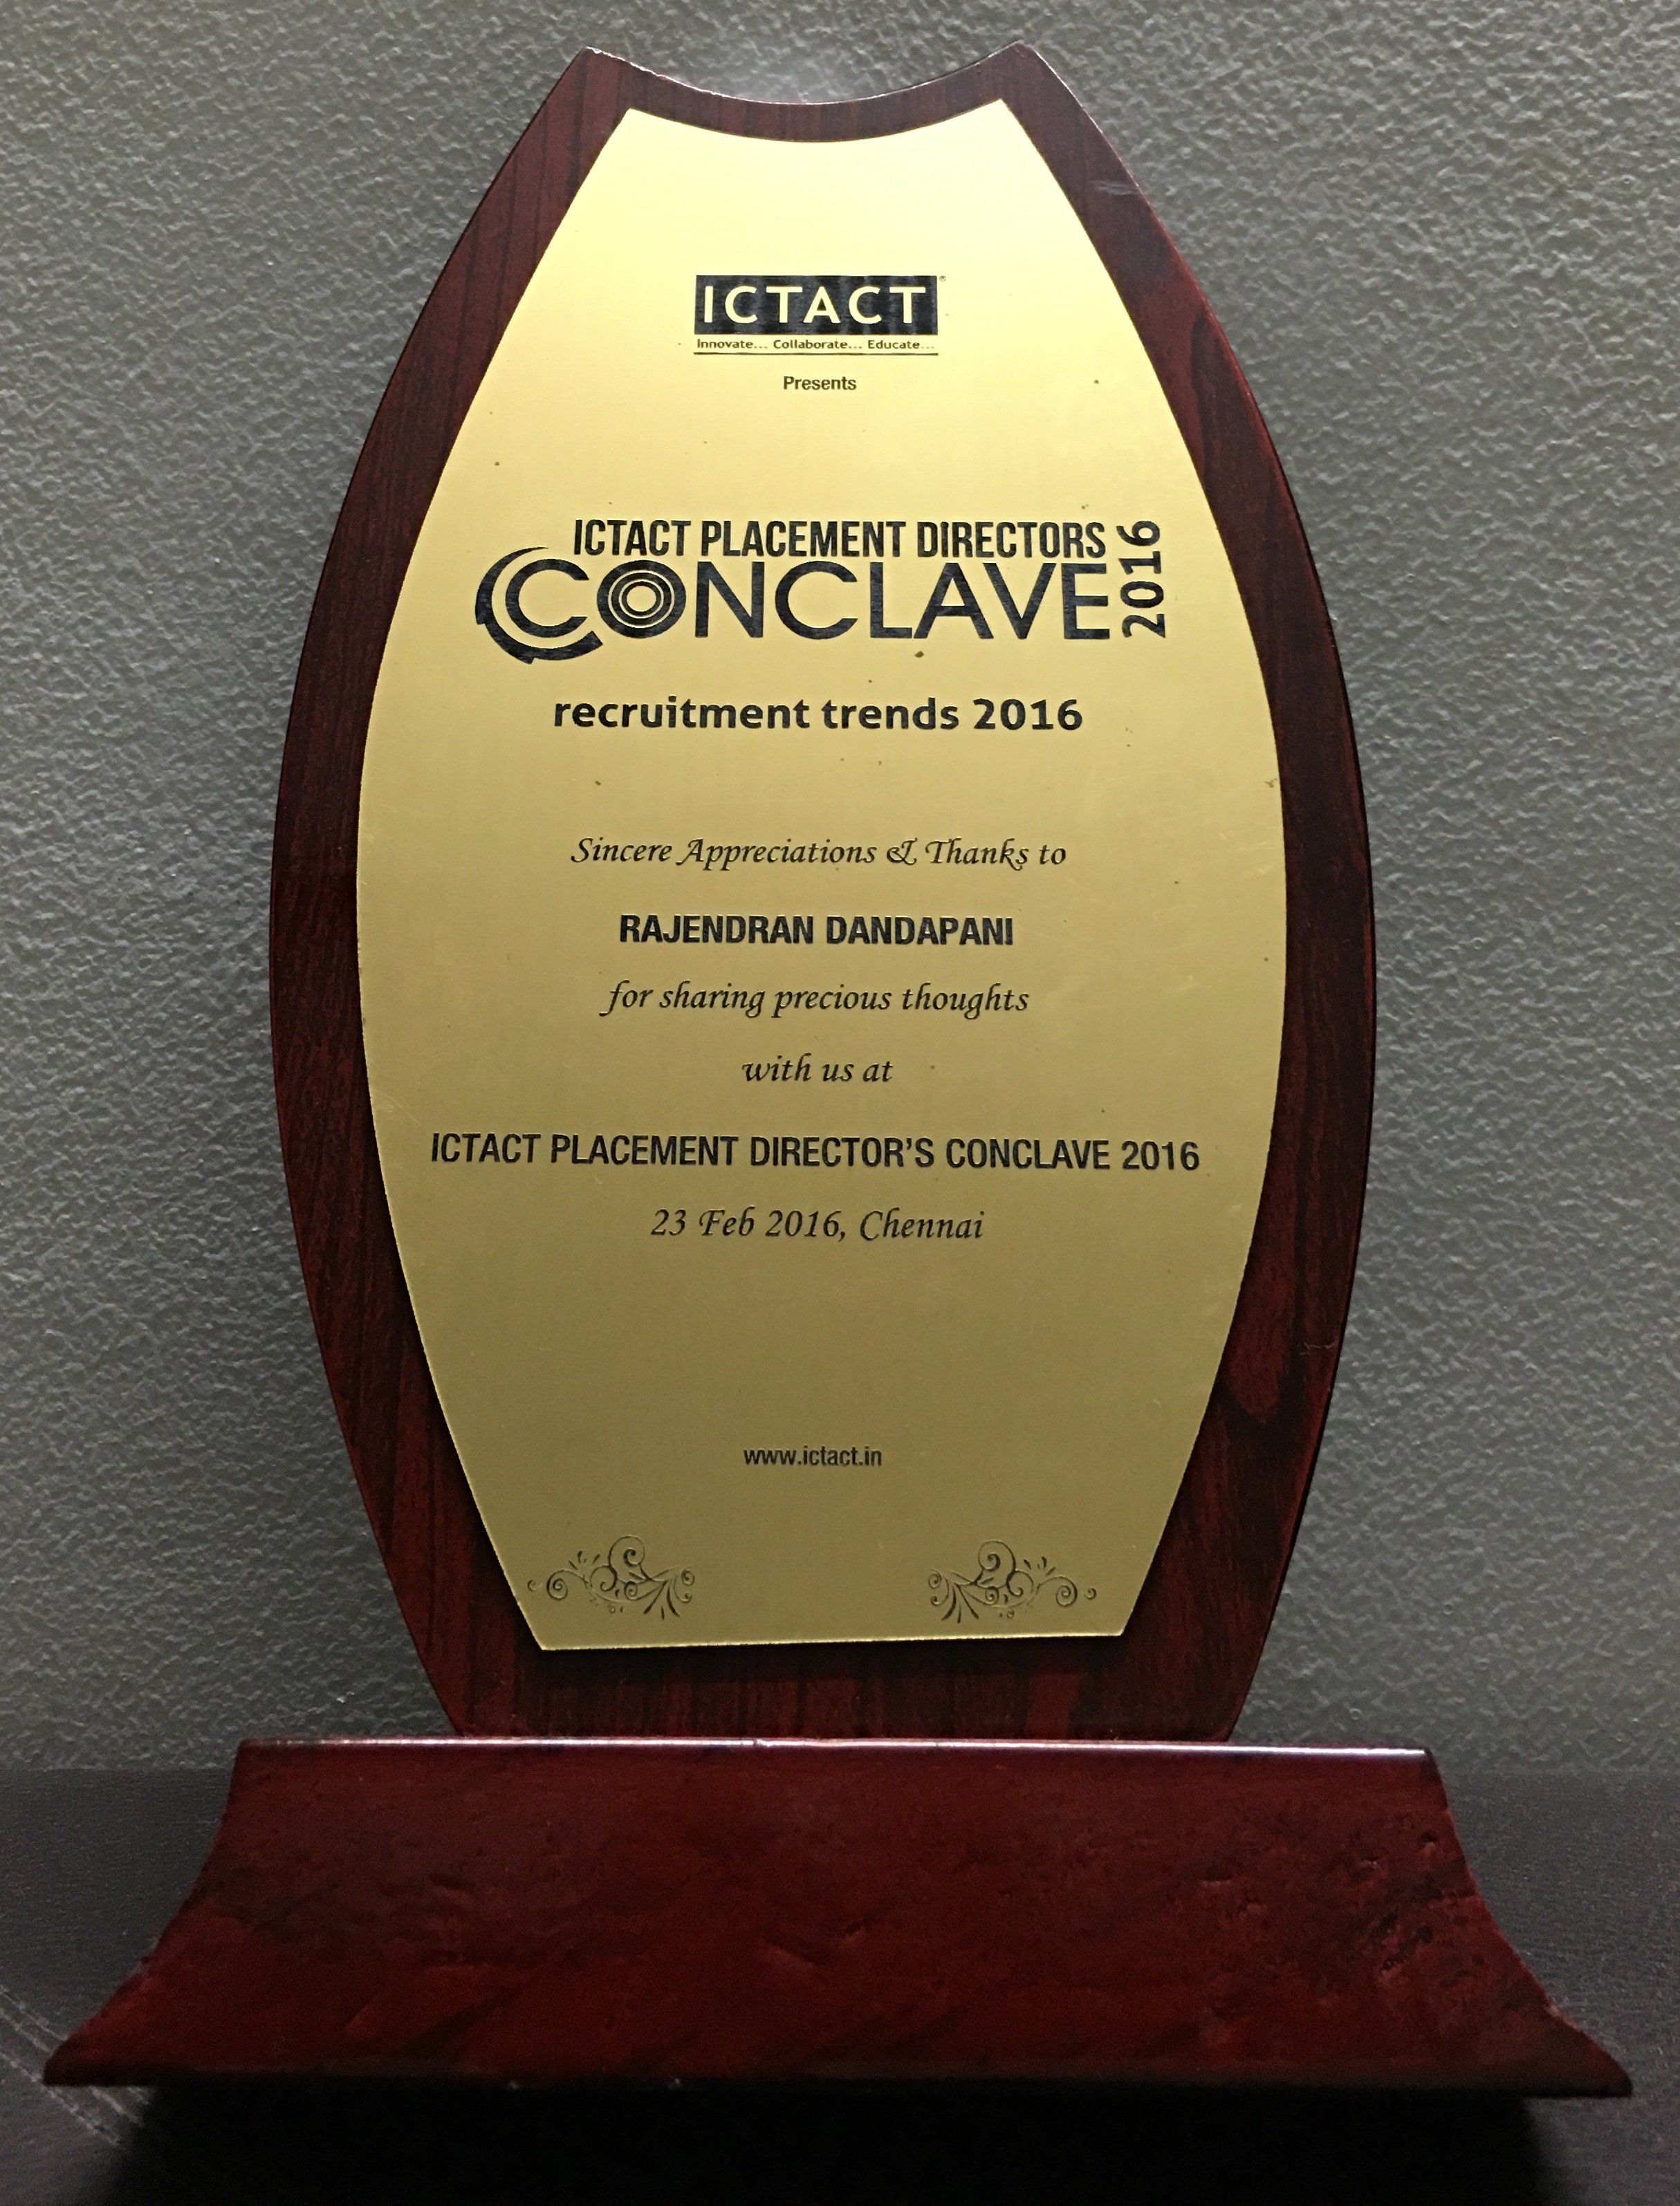 ICTACT
Innovate... Collaborate... Educate...
Presents
ICTACT PLACEMENT DIRECTORS
CONCLAVE 2016
recruitment trends 2016
Sincere Appreciations & Thanks to
RAJENDRAN DANDAPANI
for sharing precious thoughts
with us at
ICTACT PLACEMENT DIRECTOR'S CONCLAVE 2016
23 Feb 2016, Chennai
www.ictact.in